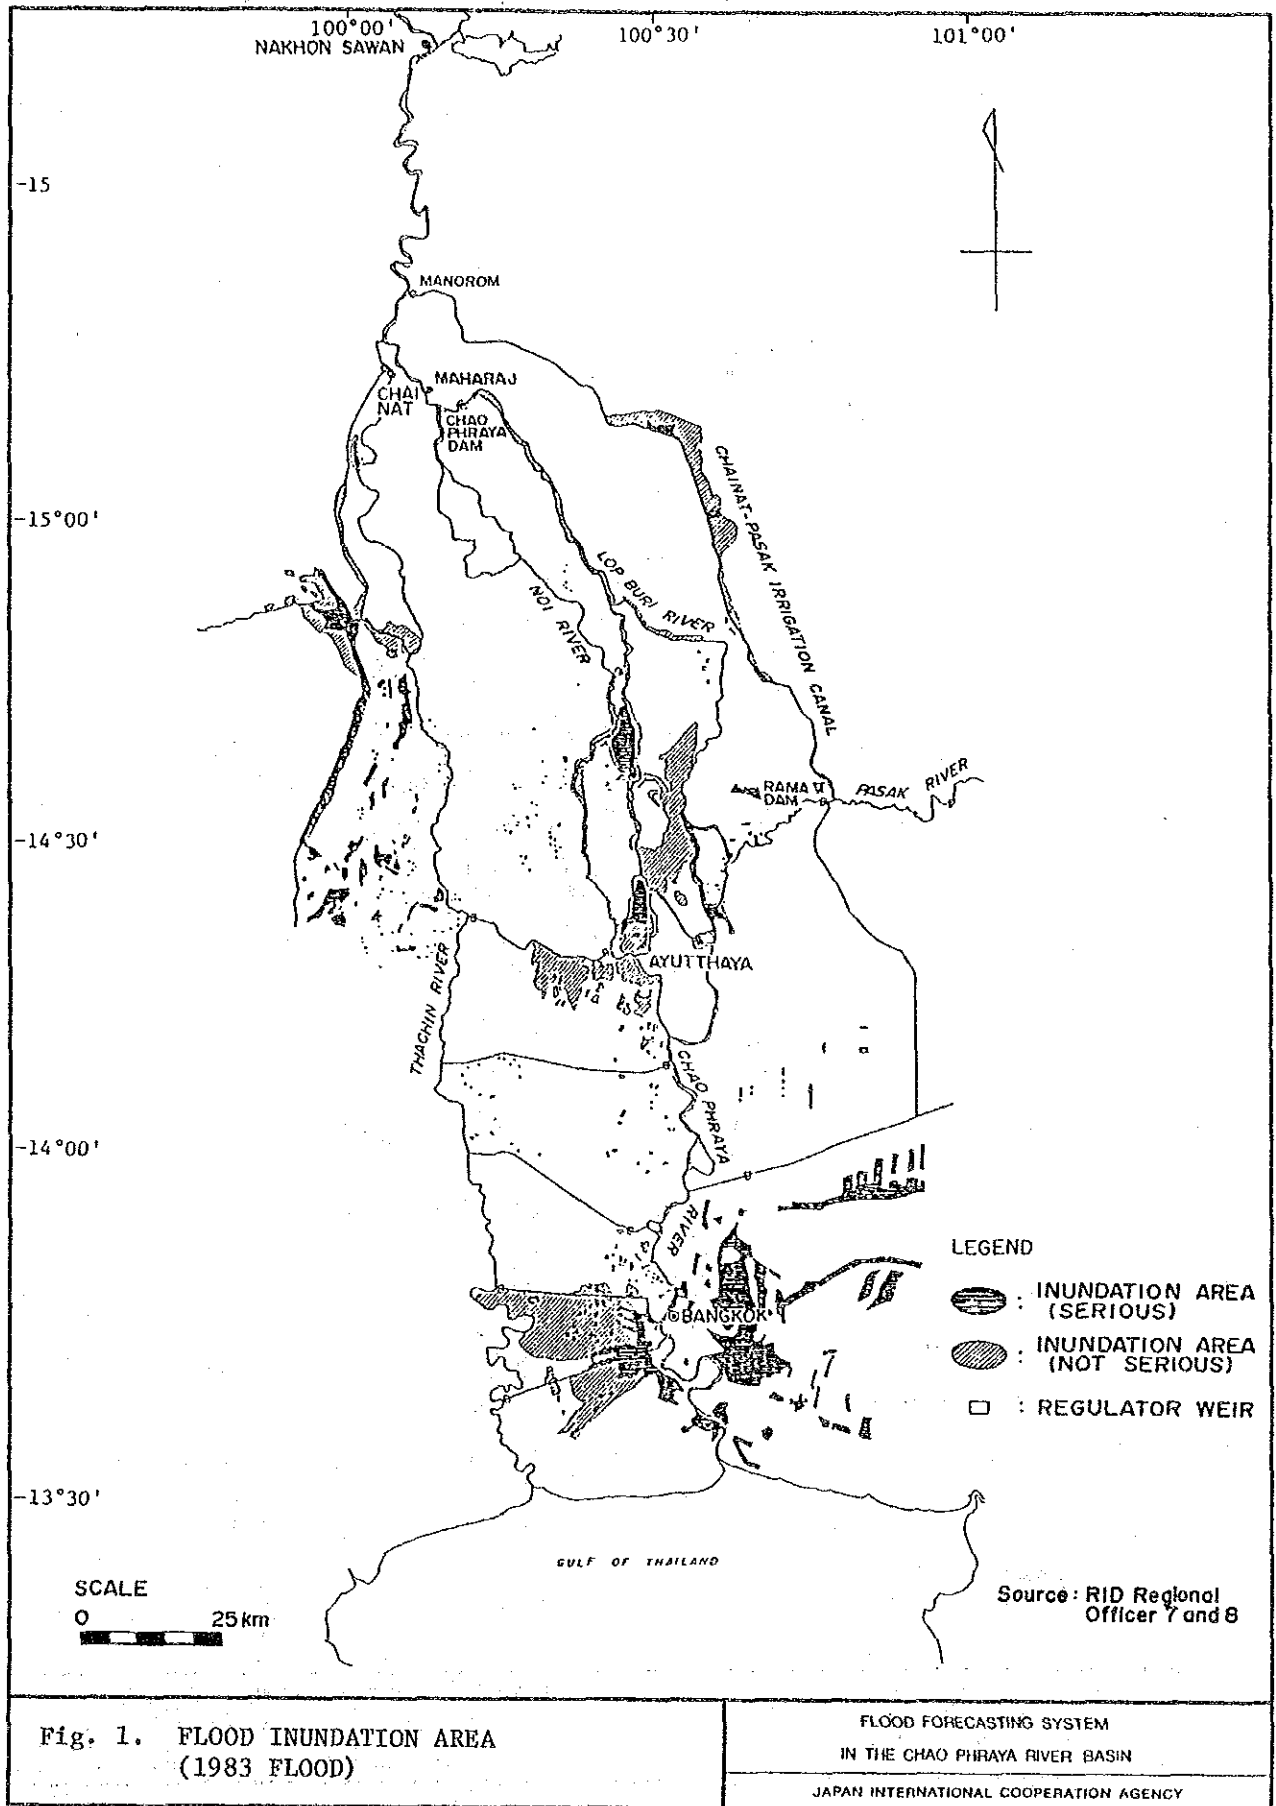 100°00'
100°30'
101°00'
NAKHON SAWAN
-15
MANOROM
MAHARAJ
CHAI
NAT
CHAO
PHRAYA
DAM
CHAINAT-PASAK IRRIGATION CANAL
-15°00'
LOP BURI RIVER
NOI RIVER
RAMA VI
DAM
PASAK RIVER
-14°30'
AYUTTHAYA
THACHIN RIVER
CHAO PHRAYA
RIVER
-14°00'
LEGEND
: INUNDATION AREA
(SERIOUS)
BANGKOK
: INUNDATION AREA
(NOT SERIOUS)
: REGULATOR WEIR
-13°30'
GULF OF THAILAND
SCALE
0 25km
Source: RID Regional
Officer 7 and 8
Fig. 1. FLOOD INUNDATION AREA
(1983 FLOOD)
FLOOD FORECASTING SYSTEM
IN THE CHAO PHRAYA RIVER BASIN
JAPAN INTERNATIONAL COOPERATION AGENCY